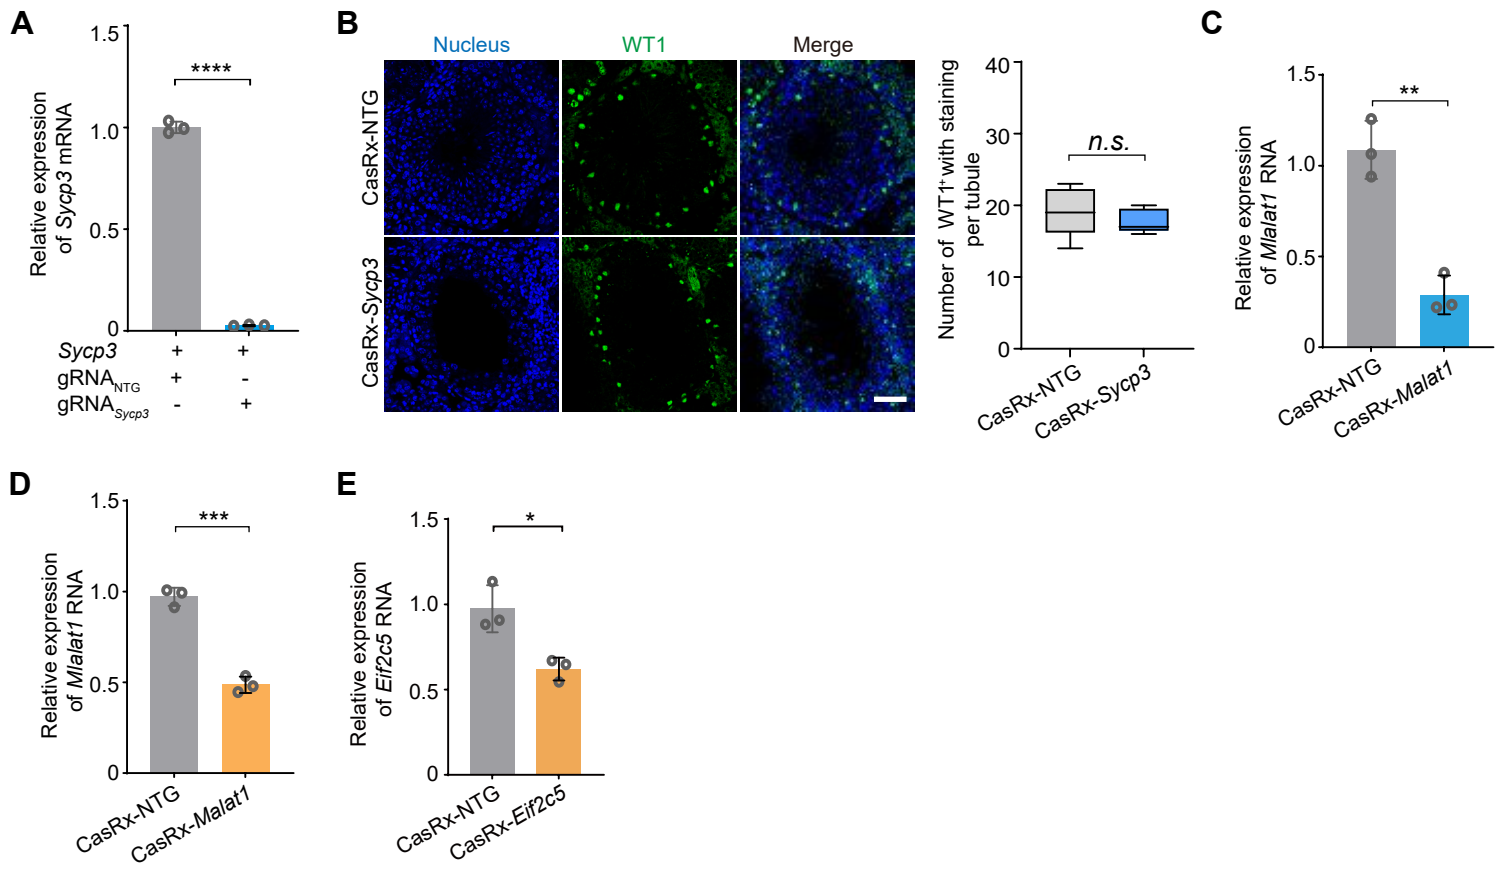 A
Relative expression
of Sycp3 mRNA
1.5
1.0
0.5
0
****
Sycp3 + +
gRNANTG + -
gRNASycp3 - +
B
Nucleus WT1 Merge
CasRx-NTG
CasRx-Sycp3
Number of WT1+ with staining
per tubule
40
30
20
10
0
n.s.
CasRx-NTG
CasRx-Sycp3
C
Relative expression
of Mlalat1 RNA
1.5
1.0
0.5
0
**
CasRx-NTG
CasRx-Malat1
D
Relative expression
of Mlalat1 RNA
1.5
1.0
0.5
0
***
CasRx-NTG
CasRx-Malat1
E
Relative expression
of Eif2c5 RNA
1.5
1.0
0.5
0
*
CasRx-NTG
CasRx-Eif2c5